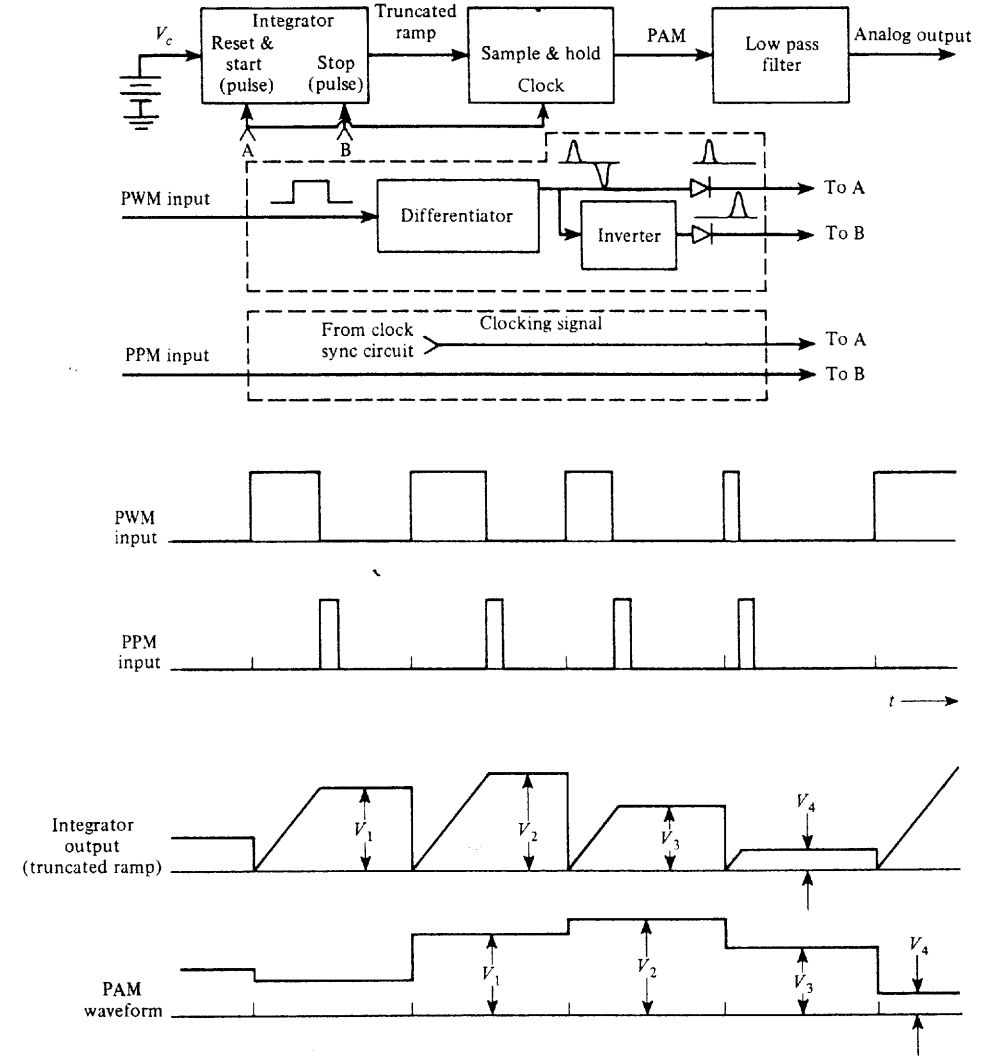 V_c
Integrator
Reset &
start
(pulse)
Stop
(pulse)
Truncated
ramp
Sample & hold
Clock
PAM
Low pass
filter
Analog output
A
B
PWM input
Differentiator
Inverter
To A
To B
PPM input
From clock
sync circuit
Clocking signal
To A
To B
PWM
input
PPM
input
t
Integrator
output
(truncated ramp)
V_1
V_2
V_3
V_4
PAM
waveform
V_1
V_2
V_3
V_4